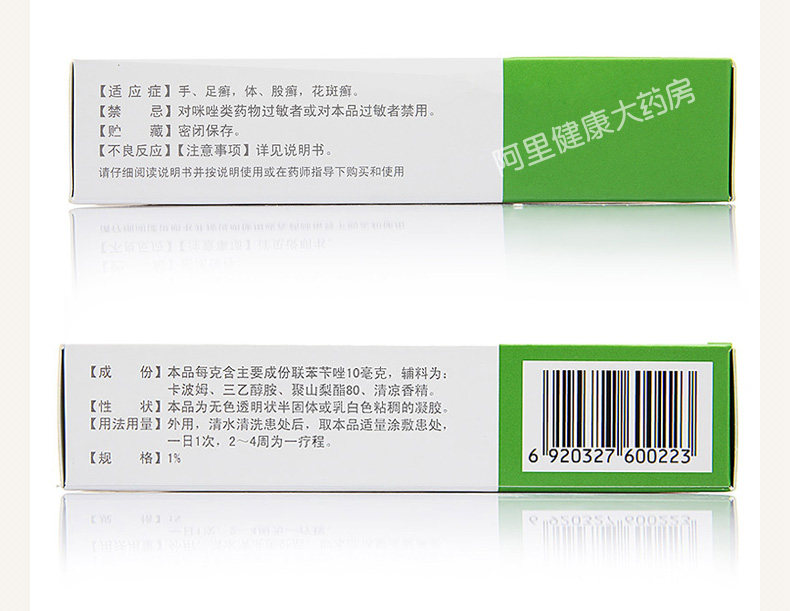 【适应症】手、足癣，体、股癣，花斑癣。
【禁 忌】对咪唑类药物过敏者或对本品过敏者禁用。
【贮 藏】密闭保存。
【不良反应】【注意事项】详见说明书。
请仔细阅读说明书并按说明使用或在药师指导下购买和使用
阿里健康大药房
【成 份】本品每克含主要成份联苯苄唑10毫克，辅料为：
卡波姆、三乙醇胺、聚山梨酯80、清凉香精。
【性 状】本品为无色透明状半固体或乳白色粘稠的凝胶。
【用法用量】外用，清水清洗患处后，取本品适量涂敷患处，
一日1次，2～4周为一疗程。
【规 格】1%
6 920327 600223